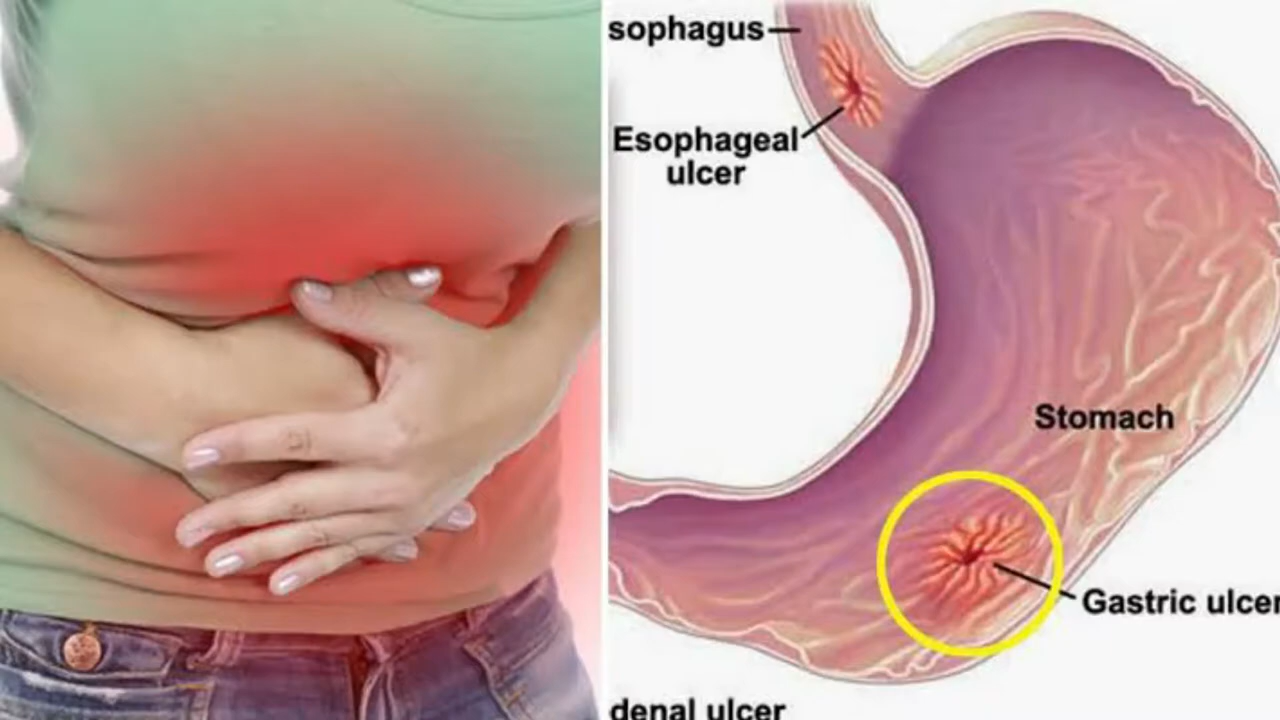 sophagus
Esophageal
ulcer
Stomach
Gastric ulcer
denal ulcer